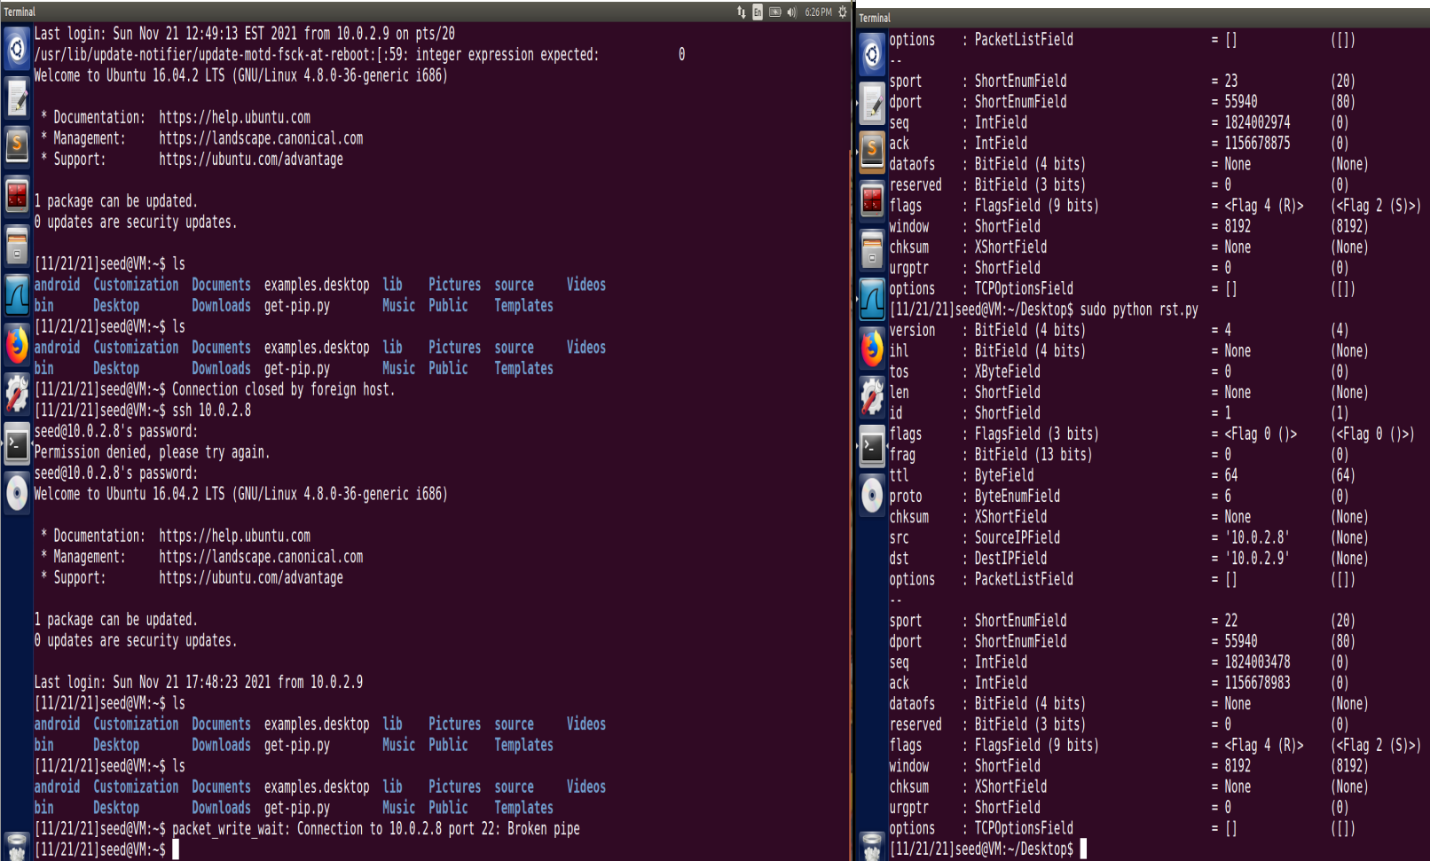 Terminal
En 6:26 PM
Last login: Sun Nov 21 12:49:13 EST 2021 from 10.0.2.9 on pts/20
/usr/lib/update-notifier/update-motd-fsck-at-reboot:[:59: integer expression expected: 0
Welcome to Ubuntu 16.04.2 LTS (GNU/Linux 4.8.0-36-generic i686)
* Documentation: https://help.ubuntu.com
* Management: https://landscape.canonical.com
* Support: https://ubuntu.com/advantage
1 package can be updated.
0 updates are security updates.
[11/21/21]seed@VM:~$ ls
android Customization Documents examples.desktop lib Pictures source Videos
bin Desktop Downloads get-pip.py Music Public Templates
[11/21/21]seed@VM:~$ ls
android Customization Documents examples.desktop lib Pictures source Videos
bin Desktop Downloads get-pip.py Music Public Templates
[11/21/21]seed@VM:~$ Connection closed by foreign host.
[11/21/21]seed@VM:~$ ssh 10.0.2.8
seed@10.0.2.8's password:
Permission denied, please try again.
seed@10.0.2.8's password:
Welcome to Ubuntu 16.04.2 LTS (GNU/Linux 4.8.0-36-generic i686)
* Documentation: https://help.ubuntu.com
* Management: https://landscape.canonical.com
* Support: https://ubuntu.com/advantage
1 package can be updated.
0 updates are security updates.
Last login: Sun Nov 21 17:48:23 2021 from 10.0.2.9
[11/21/21]seed@VM:~$ ls
android Customization Documents examples.desktop lib Pictures source Videos
bin Desktop Downloads get-pip.py Music Public Templates
[11/21/21]seed@VM:~$ ls
android Customization Documents examples.desktop lib Pictures source Videos
bin Desktop Downloads get-pip.py Music Public Templates
[11/21/21]seed@VM:~$ packet_write_wait: Connection to 10.0.2.8 port 22: Broken pipe
[11/21/21]seed@VM:~$
Terminal
options : PacketListField = [] ([])
--
sport : ShortEnumField = 23 (20)
dport : ShortEnumField = 55940 (80)
seq : IntField = 1824002974 (0)
ack : IntField = 1156678875 (0)
dataofs : BitField (4 bits) = None (None)
reserved : BitField (3 bits) = 0 (0)
flags : FlagsField (9 bits) = <Flag 4 (R)> (<Flag 2 (S)>)
window : ShortField = 8192 (8192)
chksum : XShortField = None (None)
urgptr : ShortField = 0 (0)
options : TCPOptionsField = [] ([])
[11/21/21]seed@VM:~/Desktop$ sudo python rst.py
version : BitField (4 bits) = 4 (4)
ihl : BitField (4 bits) = None (None)
tos : XByteField = 0 (0)
len : ShortField = None (None)
id : ShortField = 1 (1)
flags : FlagsField (3 bits) = <Flag 0 ()> (<Flag 0 ()>)
frag : BitField (13 bits) = 0 (0)
ttl : ByteField = 64 (64)
proto : ByteEnumField = 6 (0)
chksum : XShortField = None (None)
src : SourceIPField = '10.0.2.8' (None)
dst : DestIPField = '10.0.2.9' (None)
options : PacketListField = [] ([])
--
sport : ShortEnumField = 22 (20)
dport : ShortEnumField = 55940 (80)
seq : IntField = 1824003478 (0)
ack : IntField = 1156678983 (0)
dataofs : BitField (4 bits) = None (None)
reserved : BitField (3 bits) = 0 (0)
flags : FlagsField (9 bits) = <Flag 4 (R)> (<Flag 2 (S)>)
window : ShortField = 8192 (8192)
chksum : XShortField = None (None)
urgptr : ShortField = 0 (0)
options : TCPOptionsField = [] ([])
[11/21/21]seed@VM:~/Desktop$